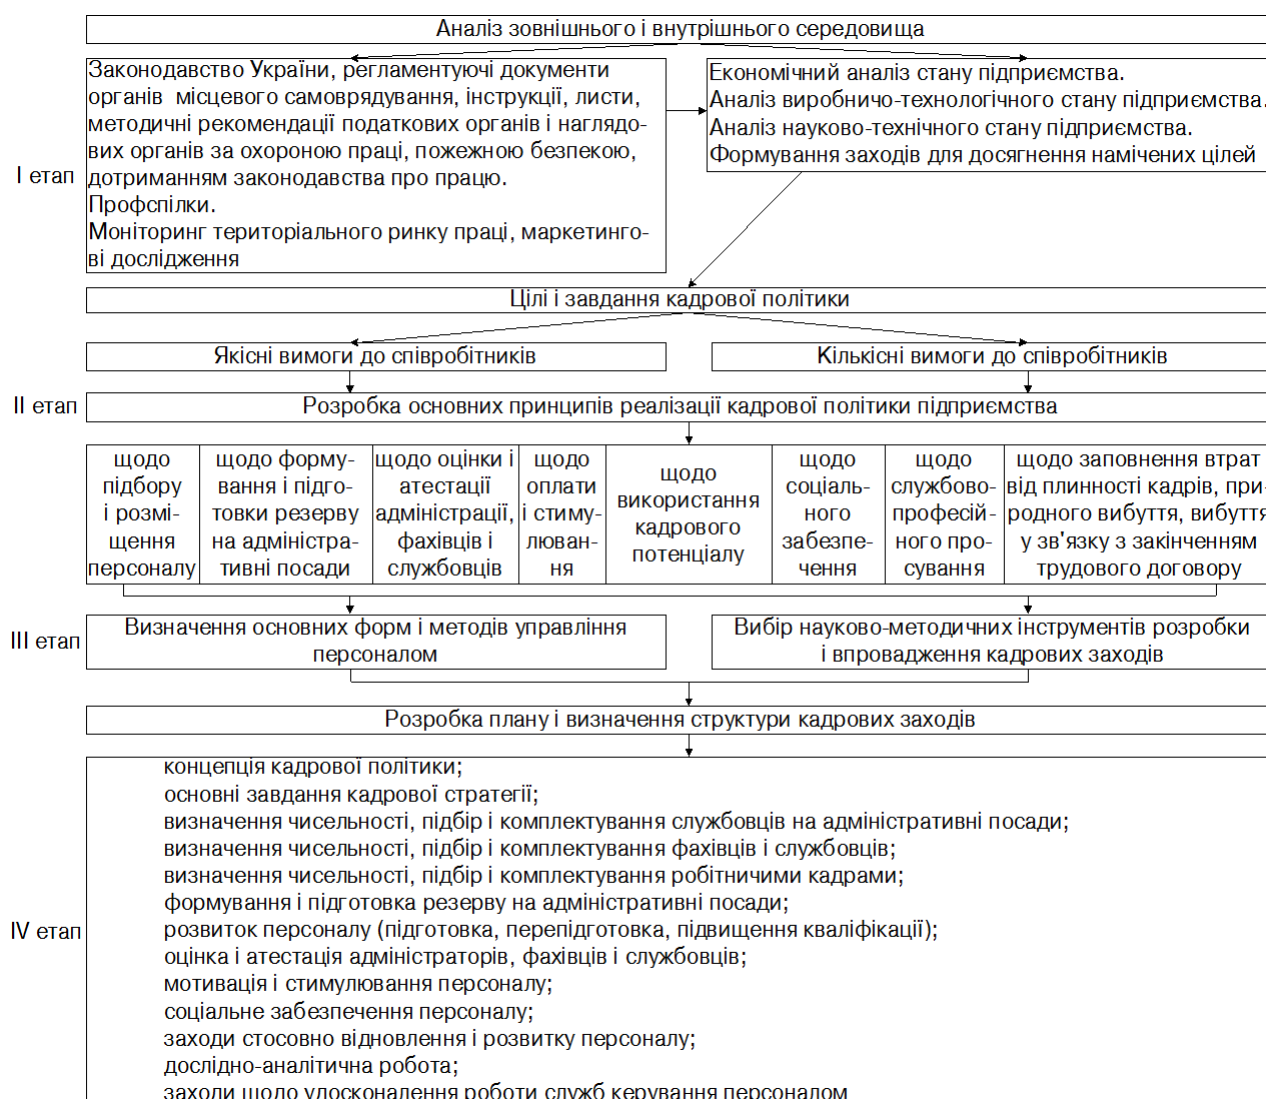 Аналіз зовнішнього і внутрішнього середовища
I етап
Законодавство України, регламентуючі документи
органів місцевого самоврядування, інструкції, листи,
методичні рекомендації податкових органів і наглядо-
вих органів за охороною праці, пожежною безпекою,
дотриманням законодавства про працю.
Профспілки.
Моніторинг територіального ринку праці, маркетинго-
ві дослідження
Економічний аналіз стану підприємства.
Аналіз виробничо-технологічного стану підприємства.
Аналіз науково-технічного стану підприємства.
Формування заходів для досягнення намічених цілей
Цілі і завдання кадрової політики
Якісні вимоги до співробітників
Кількісні вимоги до співробітників
II етап
Розробка основних принципів реалізації кадрової політики підприємства
щодо
підбору
і розмі-
щення
персоналу
щодо форму-
вання і підго-
товки резерву
на адміністра-
тивні посади
щодо оцінки і
атестації
адміністрації,
фахівців і
службовців
щодо
оплати
і стиму-
люван-
ня
щодо
використання
кадрового
потенціалу
щодо
соціаль-
ного
забезпе-
чення
щодо
службово-
професій-
ного про-
сування
щодо заповнення втрат
від плинності кадрів, при-
родного вибуття, вибуття
у зв'язку з закінченням
трудового договору
III етап
Визначення основних форм і методів управління
персоналом
Вибір науково-методичних інструментів розробки
і впровадження кадрових заходів
Розробка плану і визначення структури кадрових заходів
IV етап
концепція кадрової політики;
основні завдання кадрової стратегії;
визначення чисельності, підбір і комплектування службовців на адміністративні посади;
визначення чисельності, підбір і комплектування фахівців і службовців;
визначення чисельності, підбір і комплектування робітничими кадрами;
формування і підготовка резерву на адміністративні посади;
розвиток персоналу (підготовка, перепідготовка, підвищення кваліфікації);
оцінка і атестація адміністраторів, фахівців і службовців;
мотивація і стимулювання персоналу;
соціальне забезпечення персоналу;
заходи стосовно відновлення і розвитку персоналу;
дослідно-аналітична робота;
заходи щодо удосконалення роботи служб керування персоналом